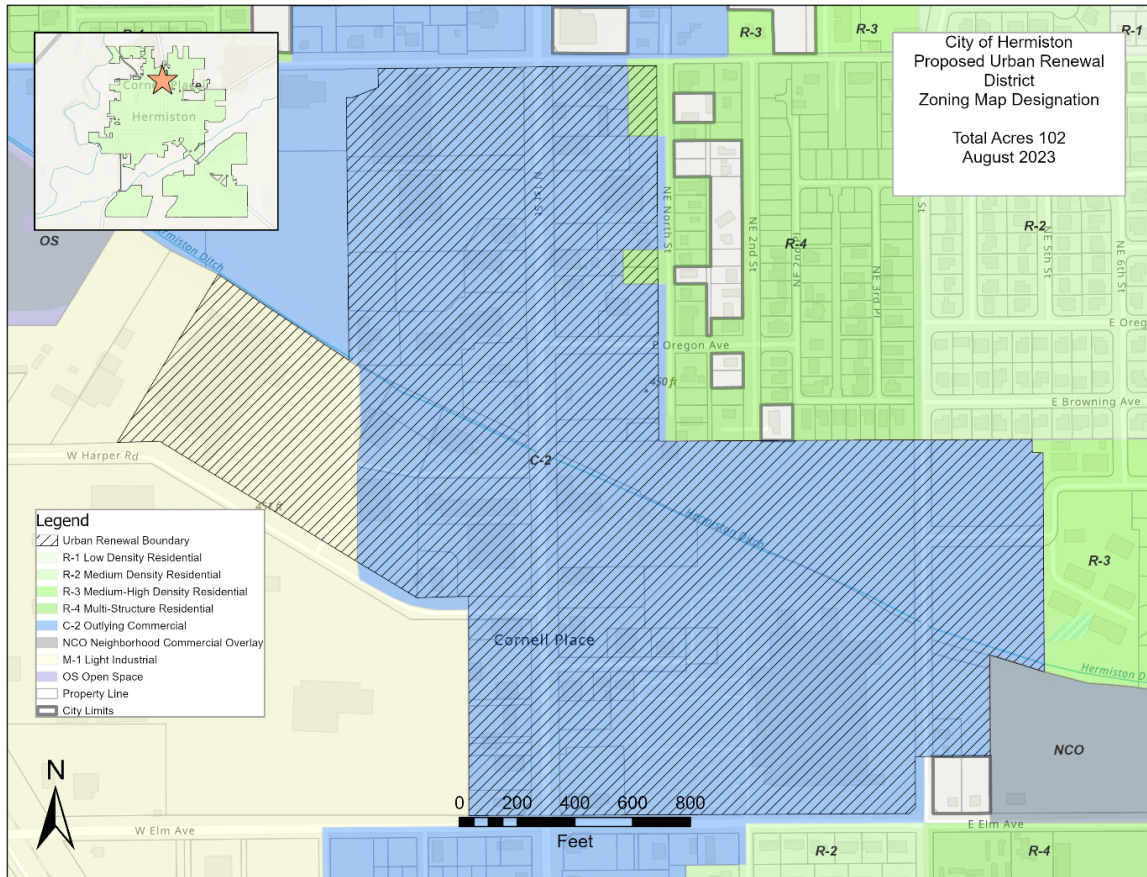 City of Hermiston
Proposed Urban Renewal
District
Zoning Map Designation
Total Acres 102
August 2023
R-3
R-3
R-1
Hermiston
OS
Hermiston Ditch
N 1st St
NE North St
NE 2nd St
R-4
NE 3rd Pl
St
R-2
NE 5th St
NE 6th St
E Oregon Ave
450 ft
E Browning Ave
W Harper Rd
C-2
Hermiston Ditch
R-3
Cornell Place
NCO
Legend
Urban Renewal Boundary
R-1 Low Density Residential
R-2 Medium Density Residential
R-3 Medium-High Density Residential
R-4 Multi-Structure Residential
C-2 Outlying Commercial
NCO Neighborhood Commercial Overlay
M-1 Light Industrial
OS Open Space
Property Line
City Limits
N
0 200 400 600 800
Feet
W Elm Ave
E Elm Ave
R-2
R-4